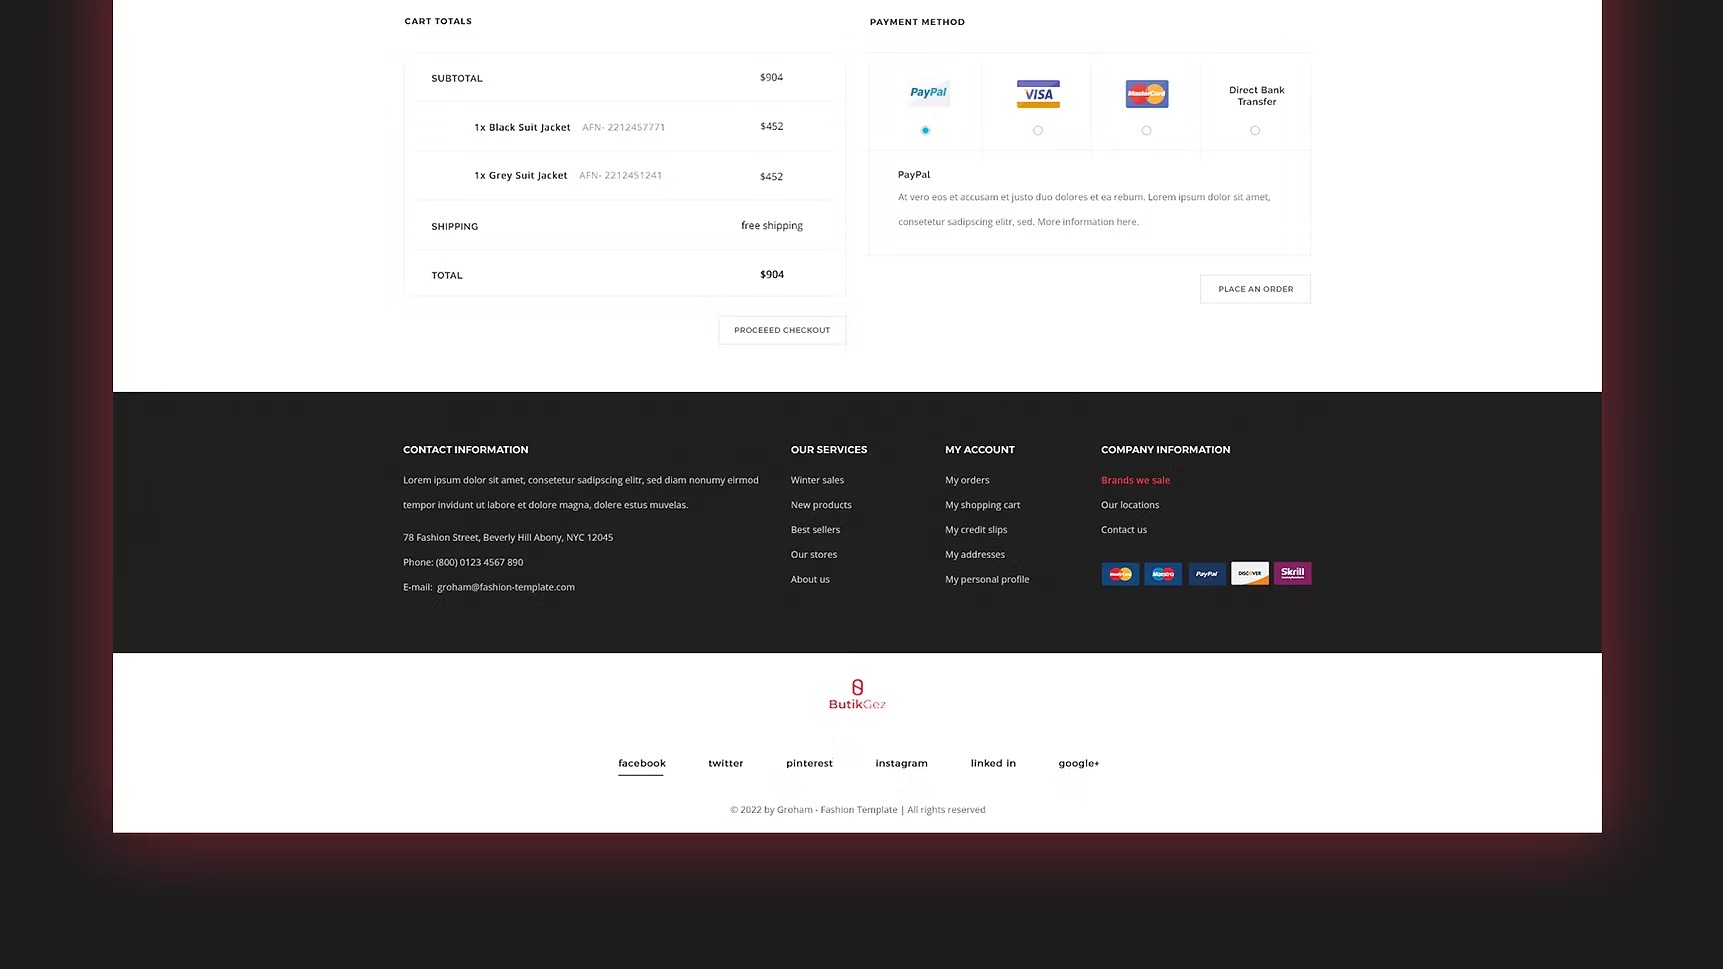 CART TOTALS
SUBTOTAL $904
1x Black Suit Jacket AFN- 2212457771 $452
1x Grey Suit Jacket AFN- 2212451241 $452
SHIPPING free shipping
TOTAL $904
PROCEEED CHECKOUT
PAYMENT METHOD
PayPal
VISA
MasterCard
Direct Bank
Transfer
PayPal
At vero eos et accusam et justo duo dolores et ea rebum. Lorem ipsum dolor sit amet,
consetetur sadipscing elitr, sed. More information here.
PLACE AN ORDER
CONTACT INFORMATION
Lorem ipsum dolor sit amet, consetetur sadipscing elitr, sed diam nonumy eirmod
tempor invidunt ut labore et dolore magna, dolere estus muvelas.
78 Fashion Street, Beverly Hill Abony, NYC 12045
Phone: (800) 0123 4567 890
E-mail: groham@fashion-template.com
OUR SERVICES
Winter sales
New products
Best sellers
Our stores
About us
MY ACCOUNT
My orders
My shopping cart
My credit slips
My addresses
My personal profile
COMPANY INFORMATION
Brands we sale
Our locations
Contact us
MasterCard Maestro PayPal DISCOVER Skrill
ButikGez
facebook twitter pinterest instagram linked in google+
© 2022 by Groham - Fashion Template | All rights reserved